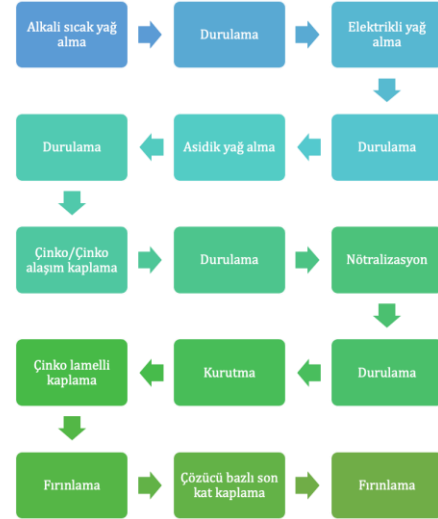 Alkali sıcak yağ
alma
Durulama
Elektrikli yağ
alma
Durulama
Asidik yağ alma
Durulama
Çinko/Çinko
alaşım kaplama
Durulama
Nötralizasyon
Durulama
Kurutma
Çinko lamelli
kaplama
Fırınlama
Çözücü bazlı son
kat kaplama
Fırınlama